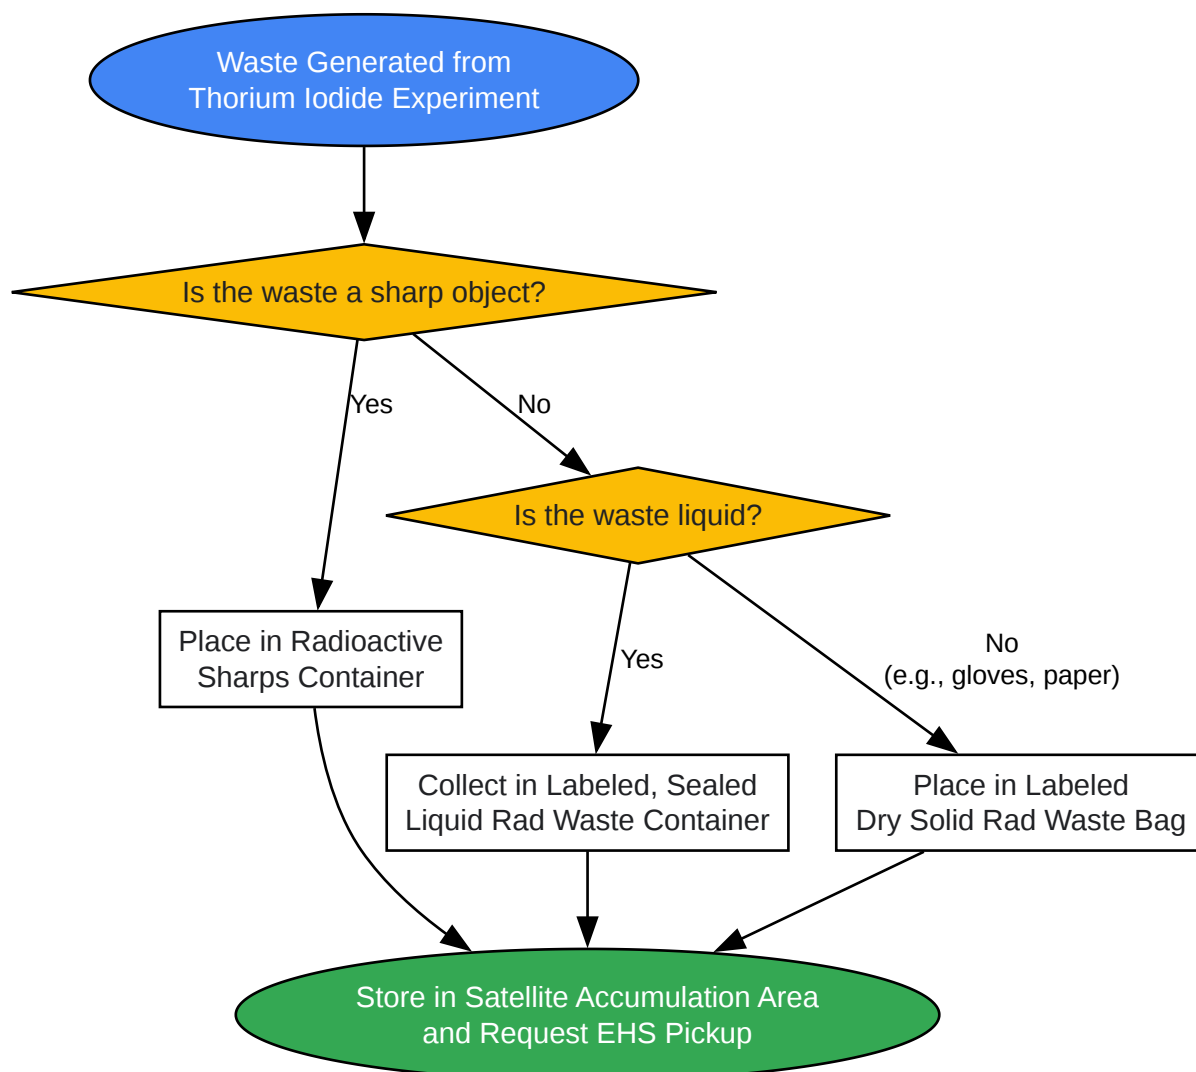 Waste Generated from
Thorium Iodide Experiment
Is the waste a sharp object?
Yes
No
Is the waste liquid?
Place in Radioactive
Sharps Container
Yes
No
(e.g., gloves, paper)
Collect in Labeled, Sealed
Liquid Rad Waste Container
Place in Labeled
Dry Solid Rad Waste Bag
Store in Satellite Accumulation Area
and Request EHS Pickup